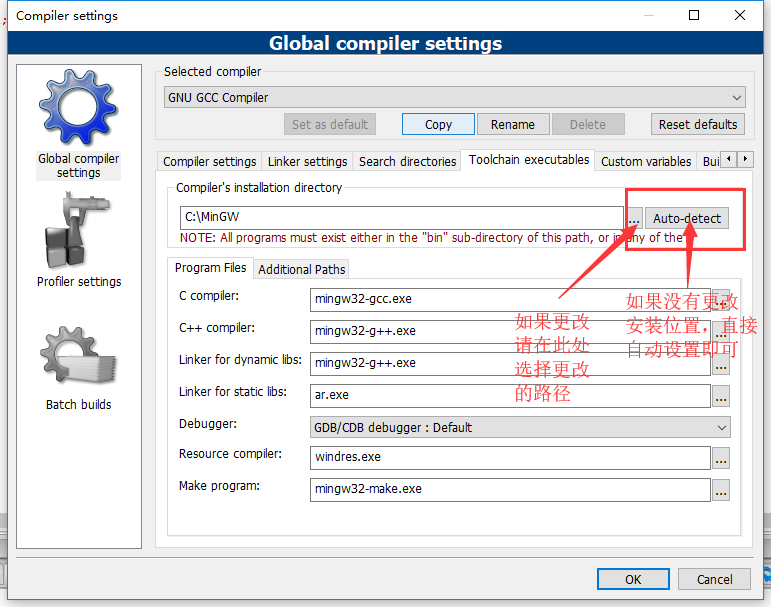 Compiler settings
Global compiler settings
Global compiler
settings
Profiler settings
Batch builds
Selected compiler
GNU GCC Compiler
Set as default
Copy
Rename
Delete
Reset defaults
Compiler settings
Linker settings
Search directories
Toolchain executables
Custom variables
Bui
Compiler's installation directory
C:\MinGW
...
Auto-detect
NOTE: All programs must exist either in the "bin" sub-directory of this path, or in any of the
Program Files
Additional Paths
C compiler:
mingw32-gcc.exe
...
C++ compiler:
mingw32-g++.exe
...
Linker for dynamic libs:
mingw32-g++.exe
...
Linker for static libs:
ar.exe
...
Debugger:
GDB/CDB debugger : Default
Resource compiler:
windres.exe
...
Make program:
mingw32-make.exe
...
如果更改
请在此处
选择更改
的路径
如果没有更改
安装位置，直接
自动设置即可
OK
Cancel